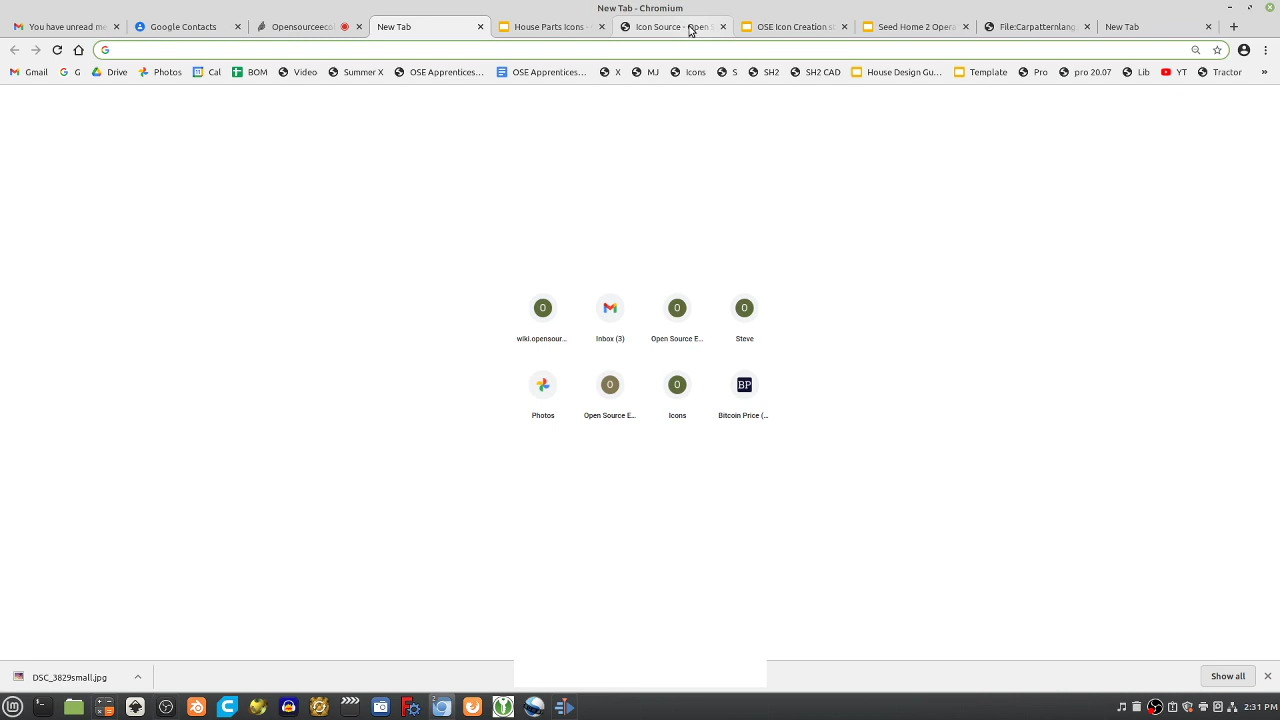 New Tab - Chromium
You have unread me
Google Contacts
Opensourceecol
New Tab
House Parts Icons -
Icon Source - Open S
OSE Icon Creation s
Seed Home 2 Opera
File:Carpatternlang
New Tab
Gmail
G
Drive
Photos
Cal
Video
Summer X
OSE Apprentices...
OSE Apprentices...
X
MJ
Icons
S
SH2
SH2 CAD
House Design Gu...
Template
Pro
pro 20.07
Lib
YT
Tractor
»
O
O
O
wiki.opensour...
Inbox (3)
Open Source E...
Steve
O
O
BP
Photos
Open Source E...
Icons
Bitcoin Price (...
DSC_3829small.jpg
Show all
2:31 PM